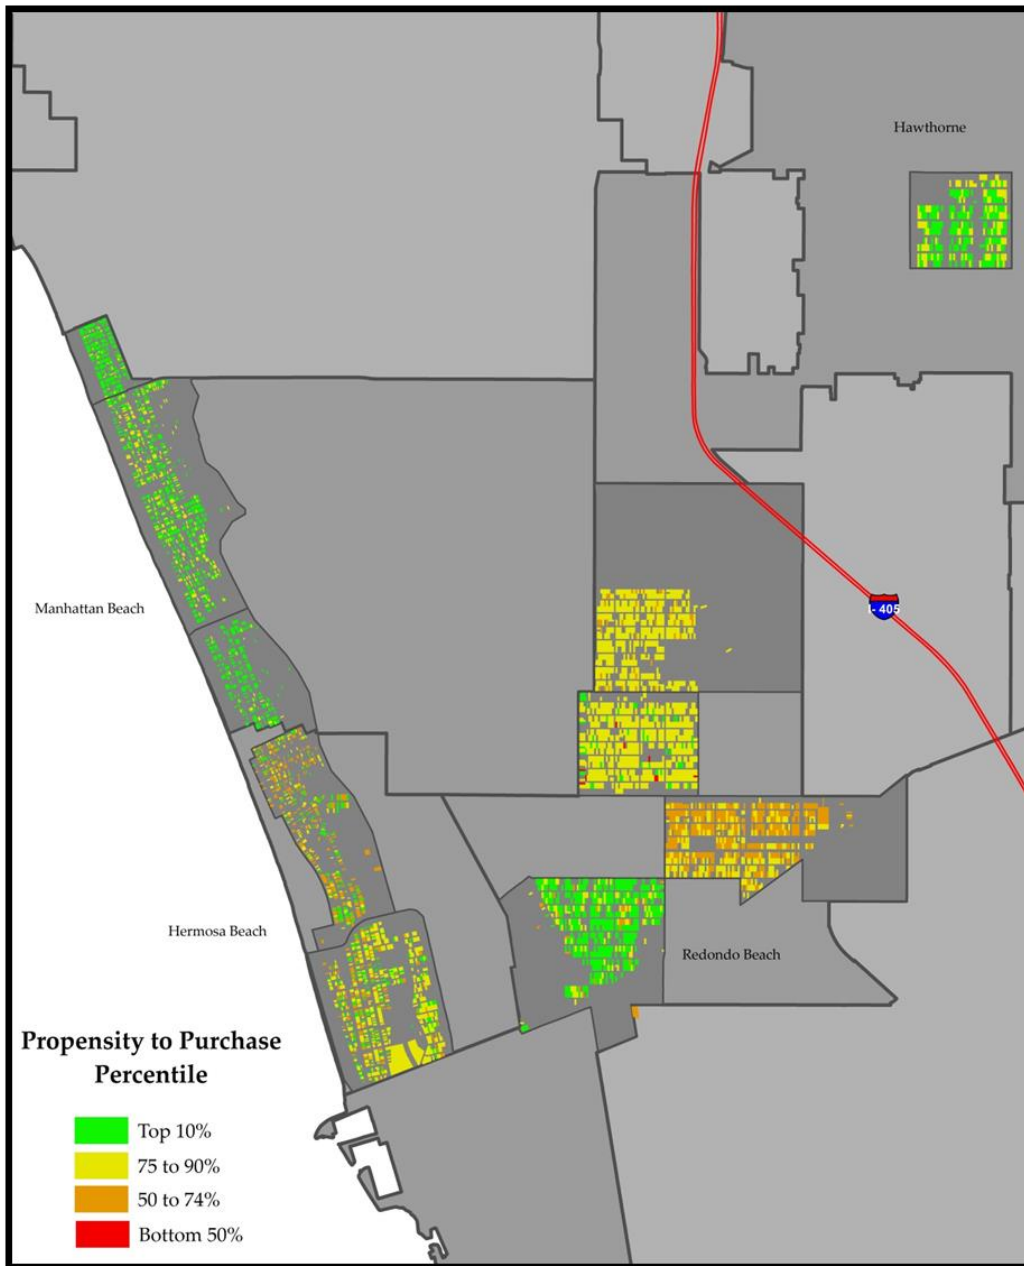 Hawthorne
I-405
Manhattan Beach
Hermosa Beach
Redondo Beach
Propensity to Purchase
Percentile
Top 10%
75 to 90%
50 to 74%
Bottom 50%